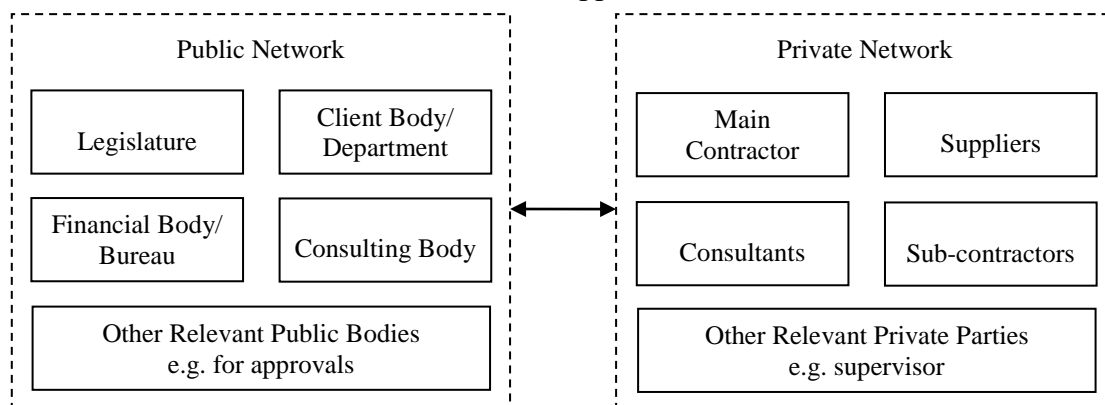 Public Network
Legislature
Client Body/
Department
Financial Body/
Bureau
Consulting Body
Other Relevant Public Bodies
e.g. for approvals
Private Network
Main
Contractor
Suppliers
Consultants
Sub-contractors
Other Relevant Private Parties
e.g. supervisor